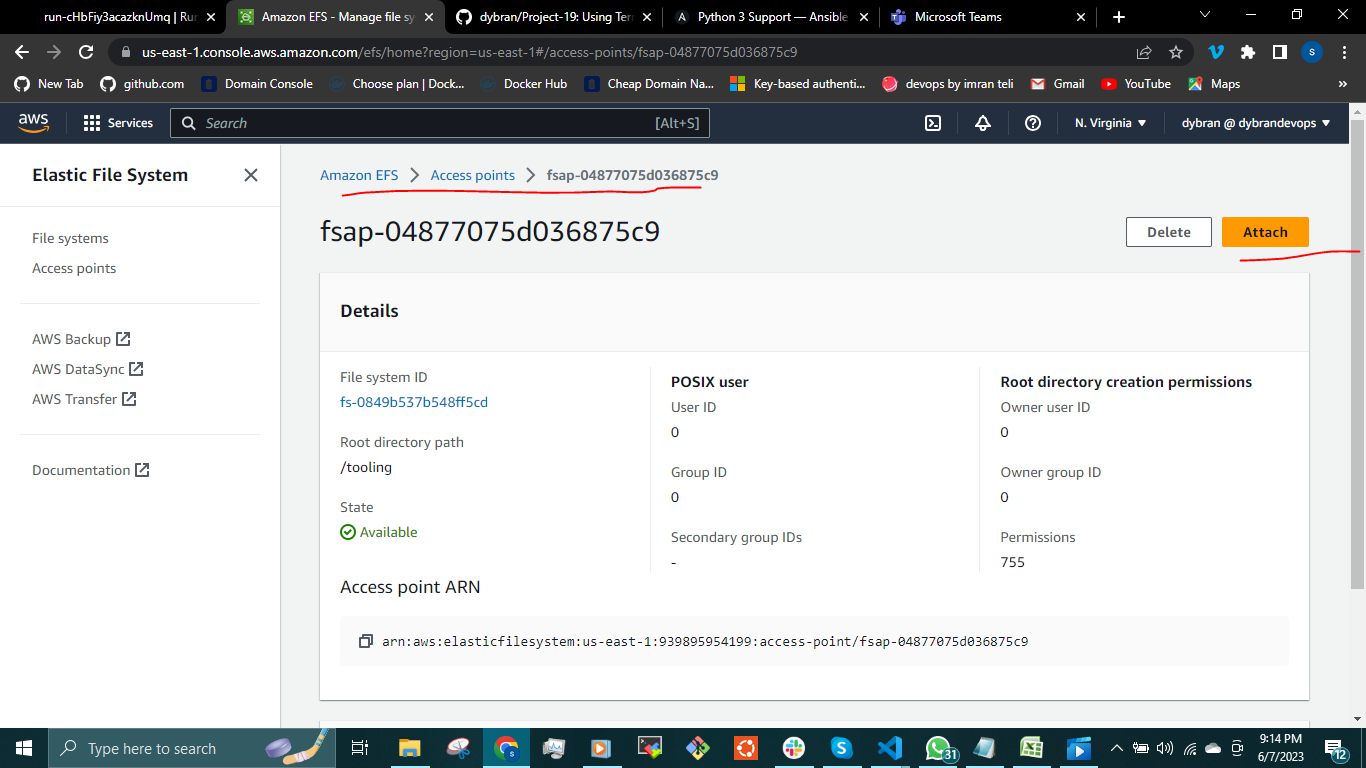 run-cHbFiy3acazknUmq | Ru
Amazon EFS - Manage file sy
dybran/Project-19: Using Ter
Python 3 Support — Ansible
Microsoft Teams
us-east-1.console.aws.amazon.com/efs/home?region=us-east-1#/access-points/fsap-04877075d036875c9
S
New Tab
github.com
Domain Console
Choose plan | Dock...
Docker Hub
Cheap Domain Na...
Key-based authenti...
devops by imran teli
Gmail
YouTube
Maps
»
aws
Services
Search
[Alt+S]
N. Virginia
dybran @ dybrandevops
Elastic File System
File systems
Access points
AWS Backup
AWS DataSync
AWS Transfer
Documentation
Amazon EFS
Access points
fsap-04877075d036875c9
fsap-04877075d036875c9
Delete
Attach
Details
File system ID
fs-0849b537b548ff5cd
Root directory path
/tooling
State
Available
POSIX user
User ID
0
Group ID
0
Secondary group IDs
-
Root directory creation permissions
Owner user ID
0
Owner group ID
0
Permissions
755
Access point ARN
arn:aws:elasticfilesystem:us-east-1:939895954199:access-point/fsap-04877075d036875c9
Type here to search
31
9:14 PM
6/7/2023
12